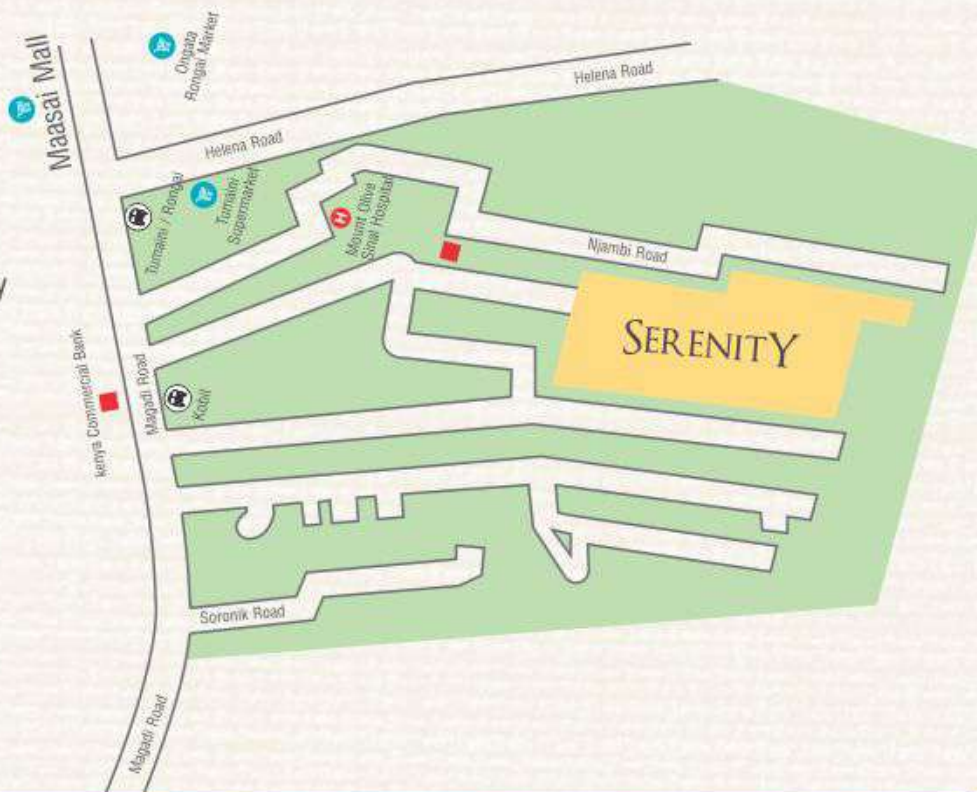 Maasai Mall
Ongata
Rongai Market
Helena Road
Helena Road
Tumaini / Rongai
Tumaini
Supermarket
Mount Olive
Sinai Hospital
H
Njambi Road
SERENITY
kenya Commercial Bank
Magadi Road
Kobil
Soronik Road
Magadi Road